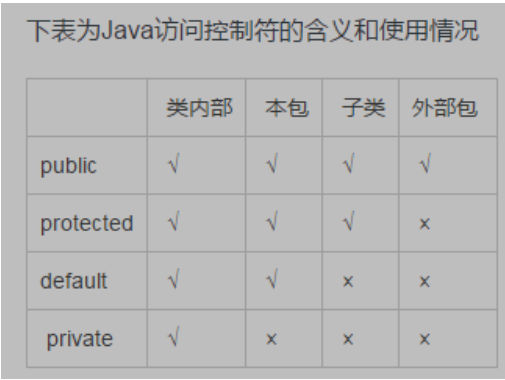 下表为Java访问控制符的含义和使用情况
类内部 本包 子类 外部包
public √ √ √ √
protected √ √ √ x
default √ √ x x
private √ x x x